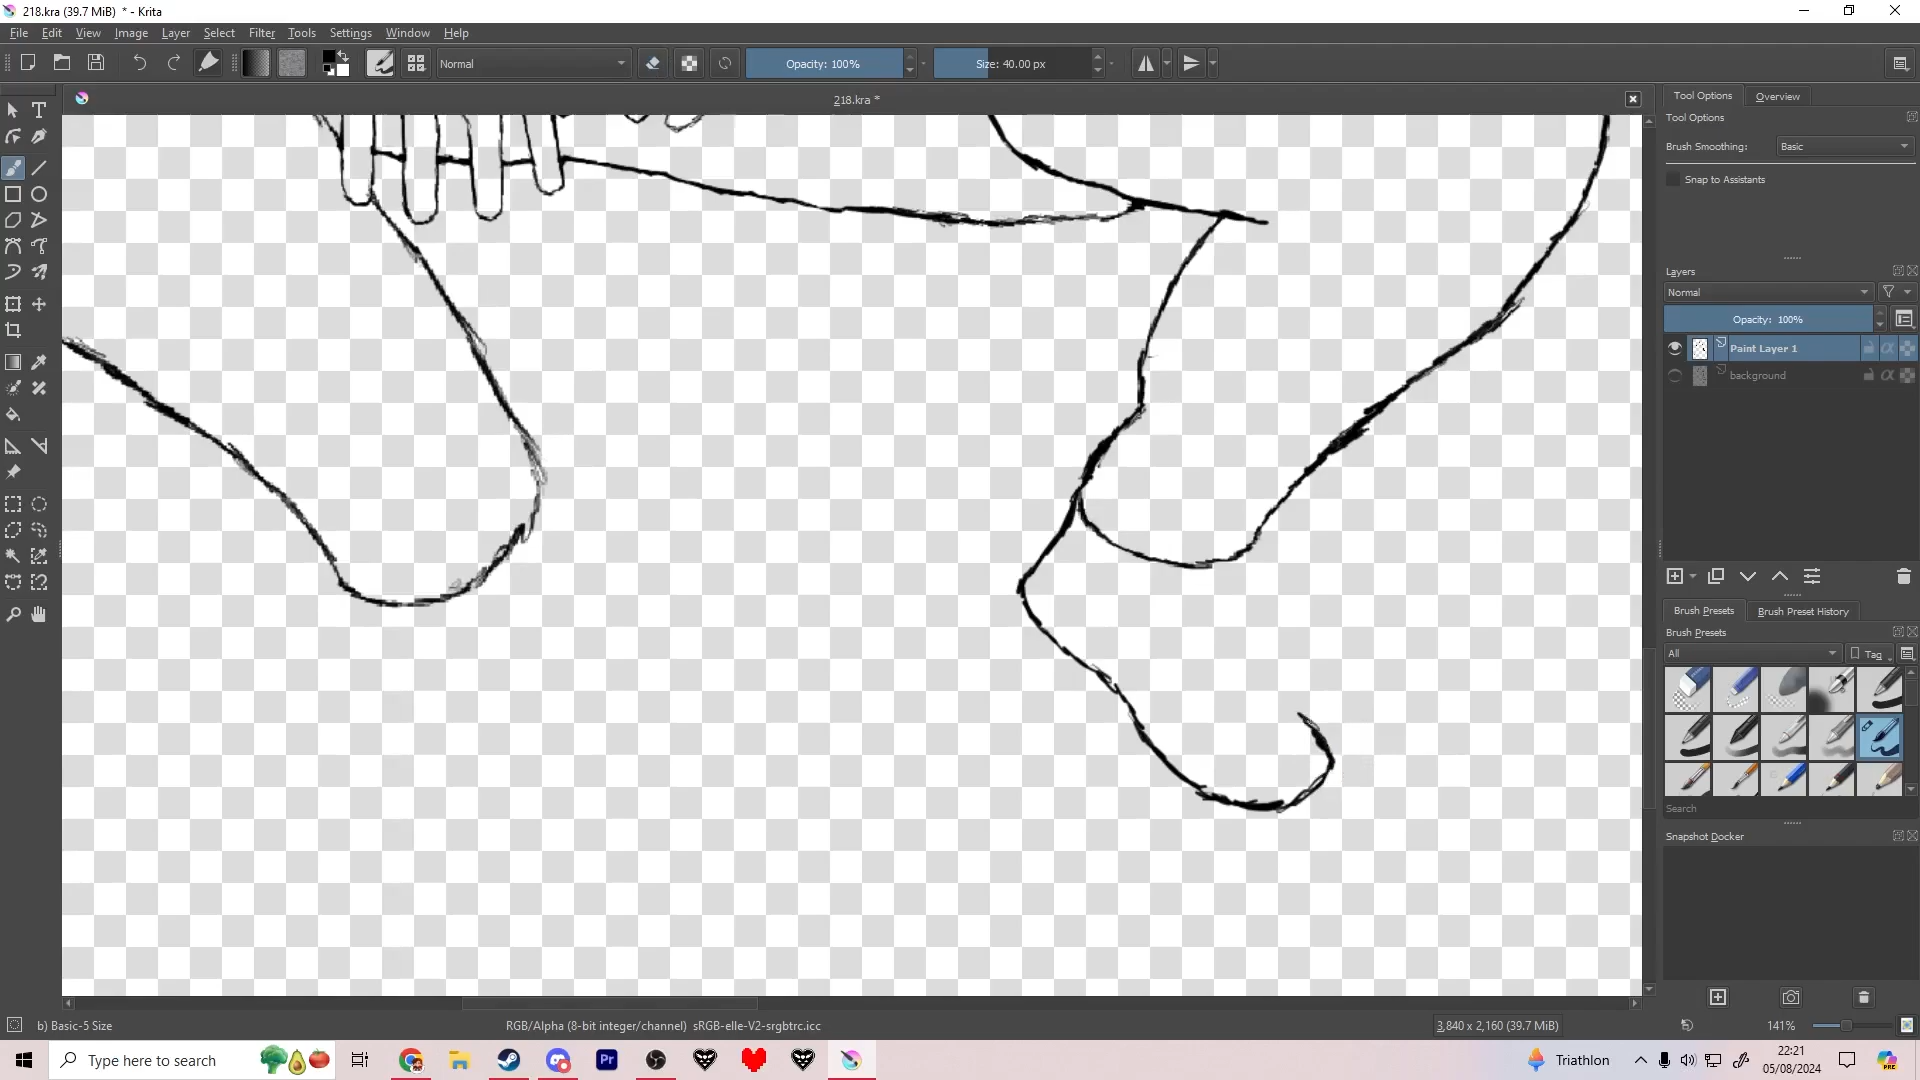 218.kra (39.7 MiB) * - Krita
File Edit View Image Layer Select Filter Tools Settings Window Help
Normal Opacity: 100% Size: 40.00 px
218.kra *
Tool Options Overview
Tool Options
Brush Smoothing: Basic
Snap to Assistants
Layers
Normal
Opacity: 100%
Paint Layer 1
background
Brush Presets Brush Preset History
Brush Presets
All Tag
Search
Snapshot Docker
b) Basic-5 Size RGB/Alpha (8-bit integer/channel) sRGB-elle-V2-srgbtrc.icc 3,840 x 2,160 (39.7 MiB) 141%
Type here to search Pr Triathlon 22:21
05/08/2024
PRE